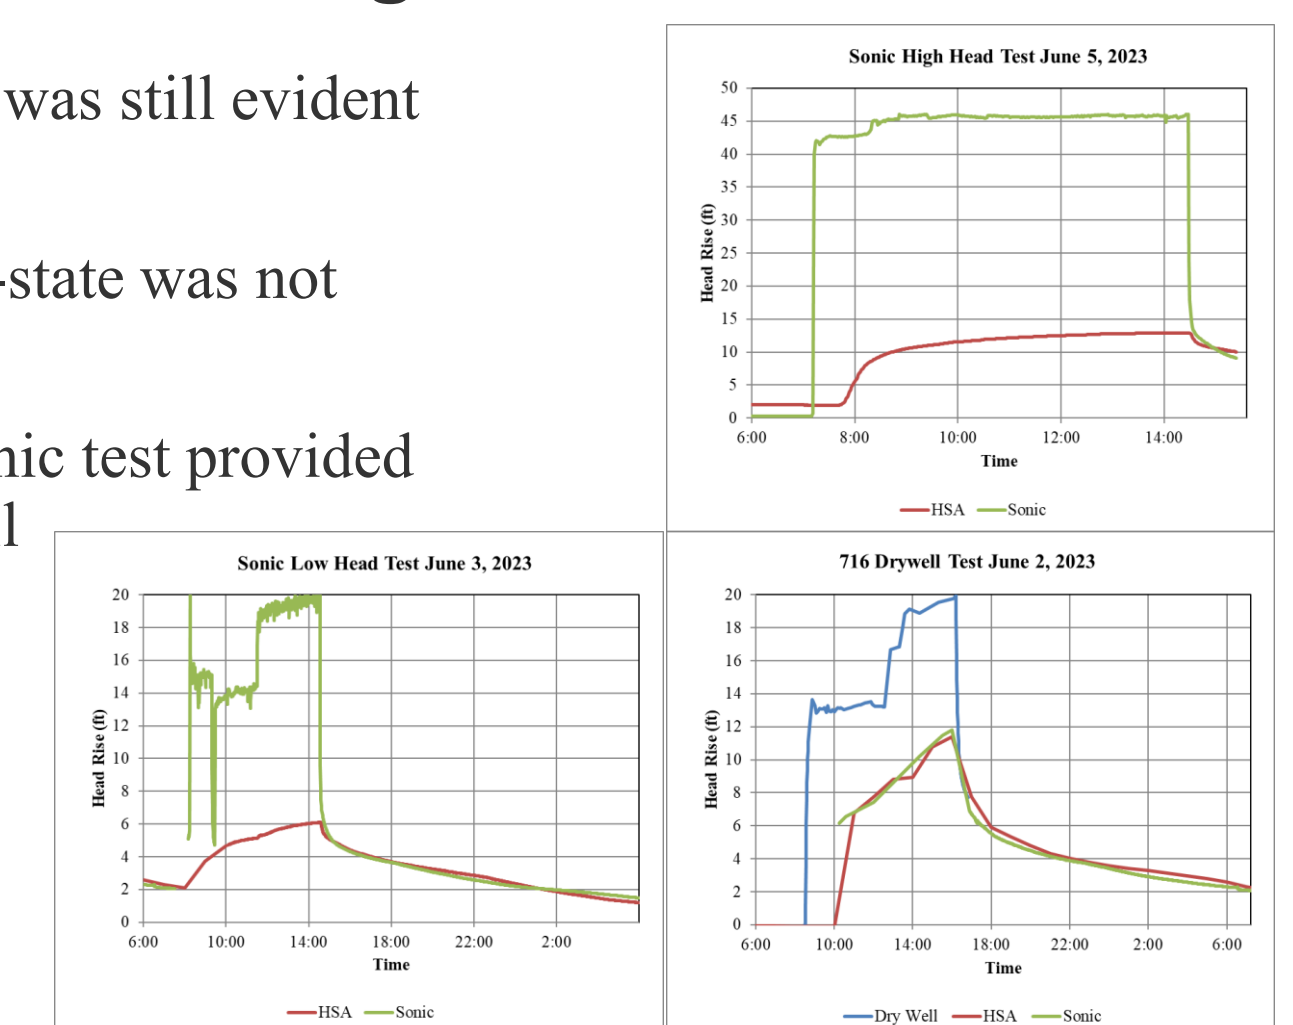 g
was still evident
-state was not
nic test provided
l
Sonic High Head Test June 5, 2023
50
45
40
35
30
25
20
15
10
5
0
Head Rise (ft)
6:00 8:00 10:00 12:00 14:00
Time
HSA Sonic
Sonic Low Head Test June 3, 2023
20
18
16
14
12
10
8
6
4
2
0
Head Rise (ft)
6:00 10:00 14:00 18:00 22:00 2:00
Time
HSA Sonic
716 Drywell Test June 2, 2023
20
18
16
14
12
10
8
6
4
2
0
Head Rise (ft)
6:00 10:00 14:00 18:00 22:00 2:00 6:00
Time
Dry Well HSA Sonic